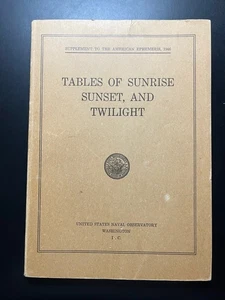 SUPPLEMENT TO THE AMERICAN EPHEMERIS, 1946
TABLES OF SUNRISE
SUNSET, AND
TWILIGHT
UNITED STATES NAVAL OBSERVATORY
WASHINGTON